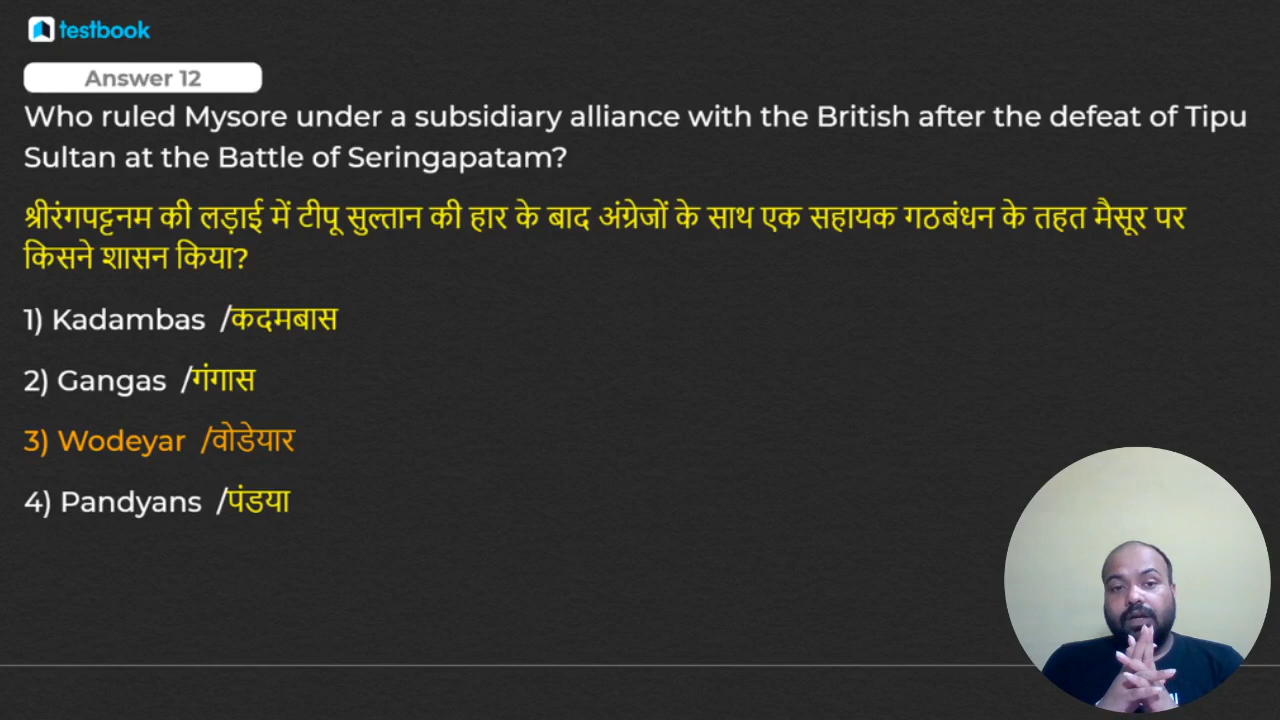 testbook
Answer 12
Who ruled Mysore under a subsidiary alliance with the British after the defeat of Tipu
Sultan at the Battle of Seringapatam?
श्रीरंगपट्टनम की लड़ाई में टीपू सुल्तान की हार के बाद अंग्रेजों के साथ एक सहायक गठबंधन के तहत मैसूर पर
किसने शासन किया?
1) Kadambas /कदमबास
2) Gangas /गंगास
3) Wodeyar /वोडेयार
4) Pandyans /पंडया